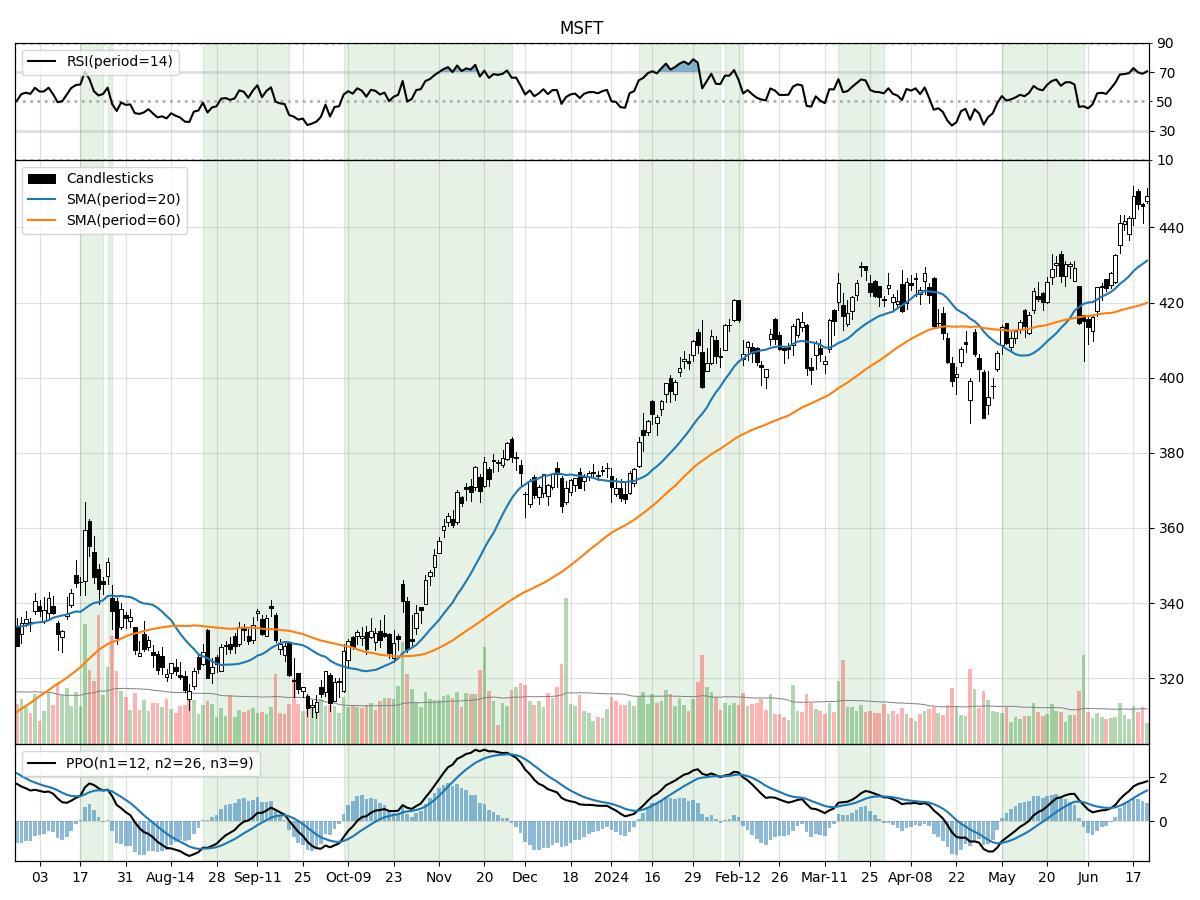 MSFT
RSI(period=14)
90
70
50
30
10
Candlesticks
SMA(period=20)
SMA(period=60)
440
420
400
380
360
340
320
PPO(n1=12, n2=26, n3=9)
2
0
03 17 31 Aug-14 28 Sep-11 25 Oct-09 23 Nov 20 Dec 18 2024 16 29 Feb-12 26 Mar-11 25 Apr-08 22 May 20 Jun 17